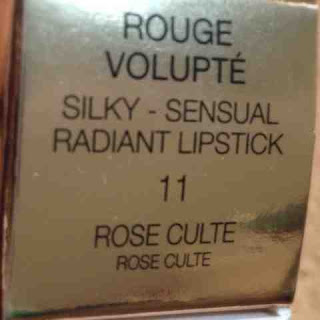 ROUGE
VOLUPTÉ
SILKY - SENSUAL
RADIANT LIPSTICK
11
ROSE CULTE
ROSE CULTE